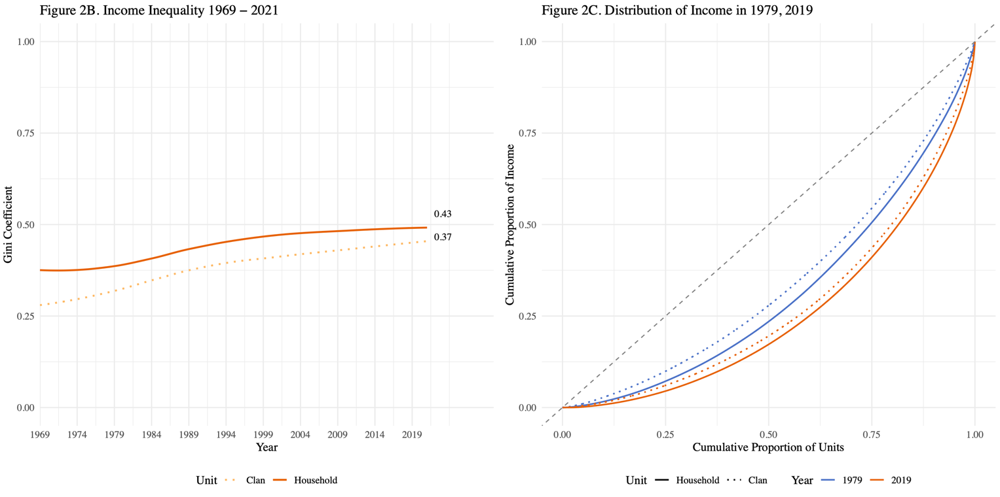 Figure 2B. Income Inequality 1969 – 2021
1.00
0.75
0.50
0.25
0.00
Gini Coefficient
0.43
0.37
1969 1974 1979 1984 1989 1994 1999 2004 2009 2014 2019
Year
Unit Clan Household
Figure 2C. Distribution of Income in 1979, 2019
1.00
0.75
0.50
0.25
0.00
Cumulative Proportion of Income
0.00 0.25 0.50 0.75 1.00
Cumulative Proportion of Units
Unit Household Clan Year 1979 2019